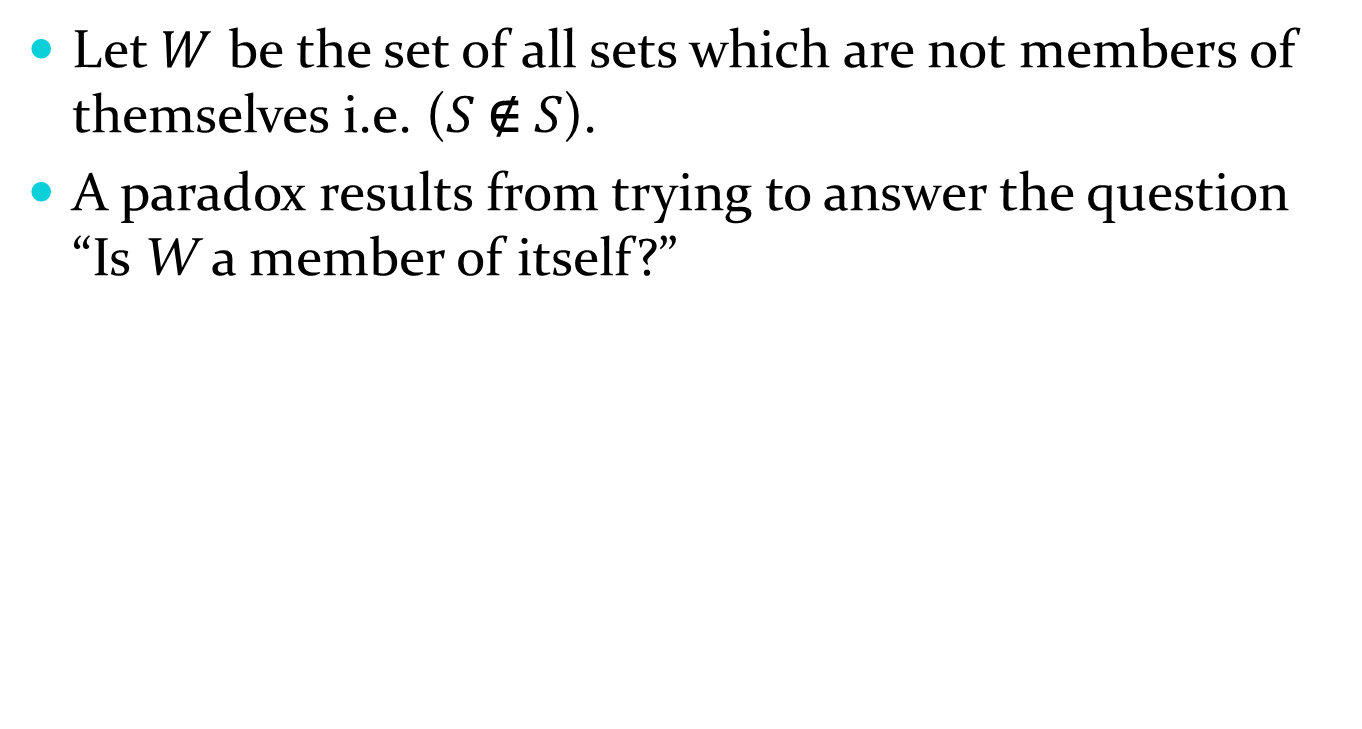 • Let W be the set of all sets which are not members of
themselves i.e. (S ∉ S).
• A paradox results from trying to answer the question
“Is W a member of itself?”